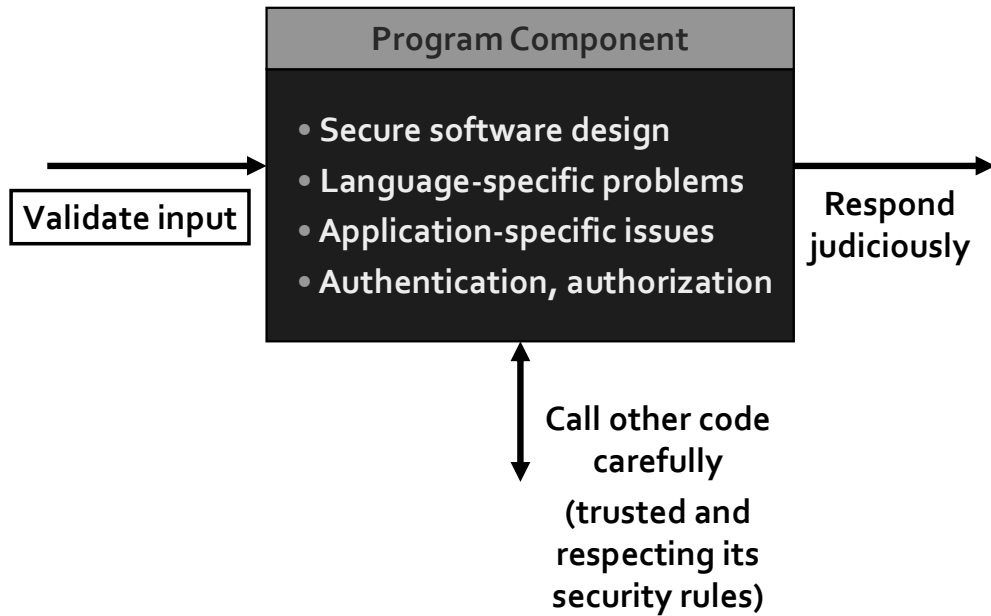 Program Component
• Secure software design
• Language-specific problems
• Application-specific issues
• Authentication, authorization
Validate input
Respond
judiciously
Call other code
carefully
(trusted and
respecting its
security rules)